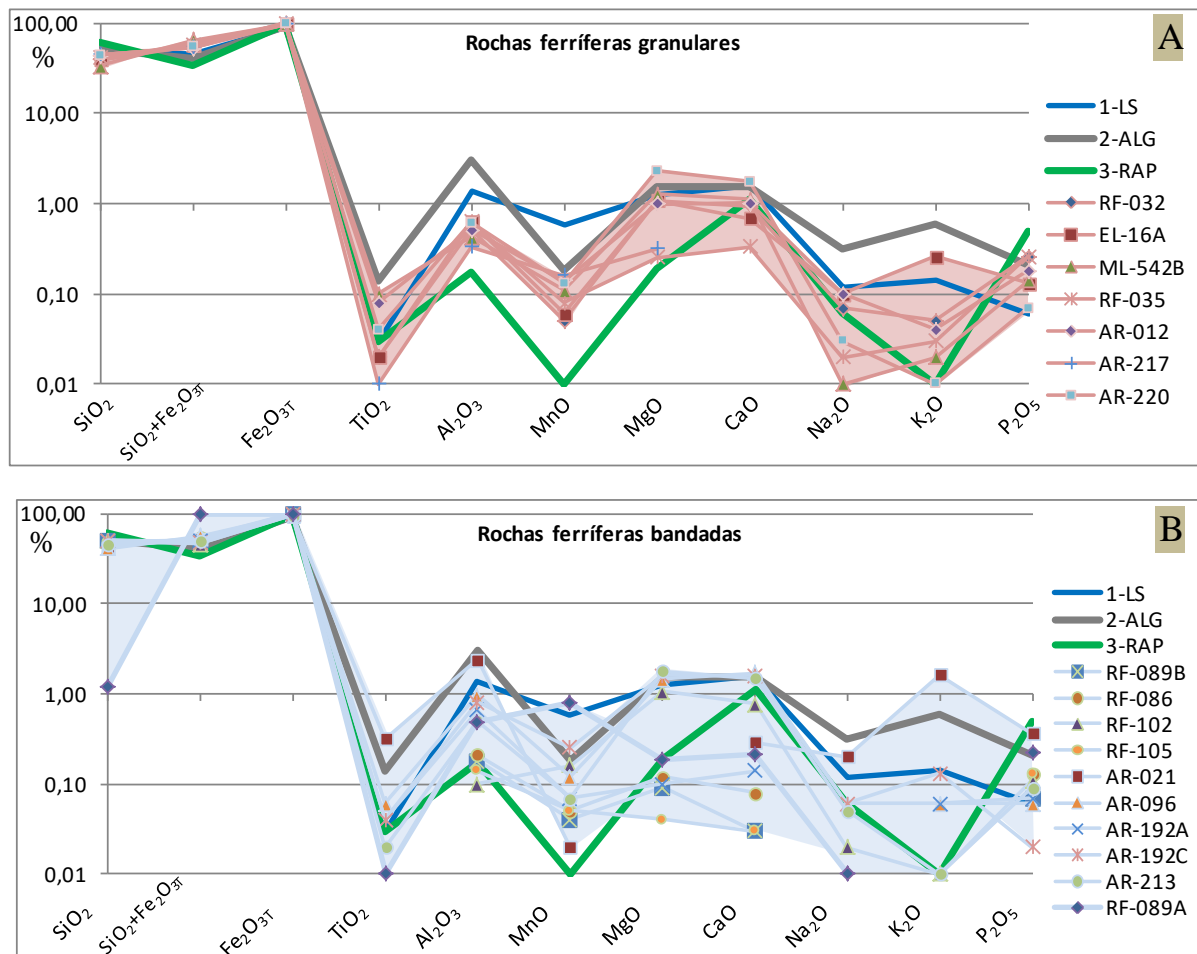 Rochas ferríferas granulares
A
100,00
%
10,00
1,00
0,10
0,01
SiO₂
SiO₂+Fe₂O₃T
Fe₂O₃T
TiO₂
Al₂O₃
MnO
MgO
CaO
Na₂O
K₂O
P₂O₅
1-LS
2-ALG
3-RAP
RF-032
EL-16A
ML-542B
RF-035
AR-012
AR-217
AR-220
Rochas ferríferas bandadas
B
100,00
%
10,00
1,00
0,10
0,01
SiO₂
SiO₂+Fe₂O₃T
Fe₂O₃T
TiO₂
Al₂O₃
MnO
MgO
CaO
Na₂O
K₂O
P₂O₅
1-LS
2-ALG
3-RAP
RF-089B
RF-086
RF-102
RF-105
AR-021
AR-096
AR-192A
AR-192C
AR-213
RF-089A